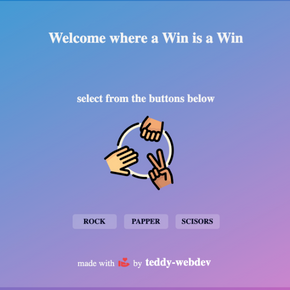 Welcome where a Win is a Win
select from the buttons below
ROCK PAPPER SCISORS
made with by teddy-webdev